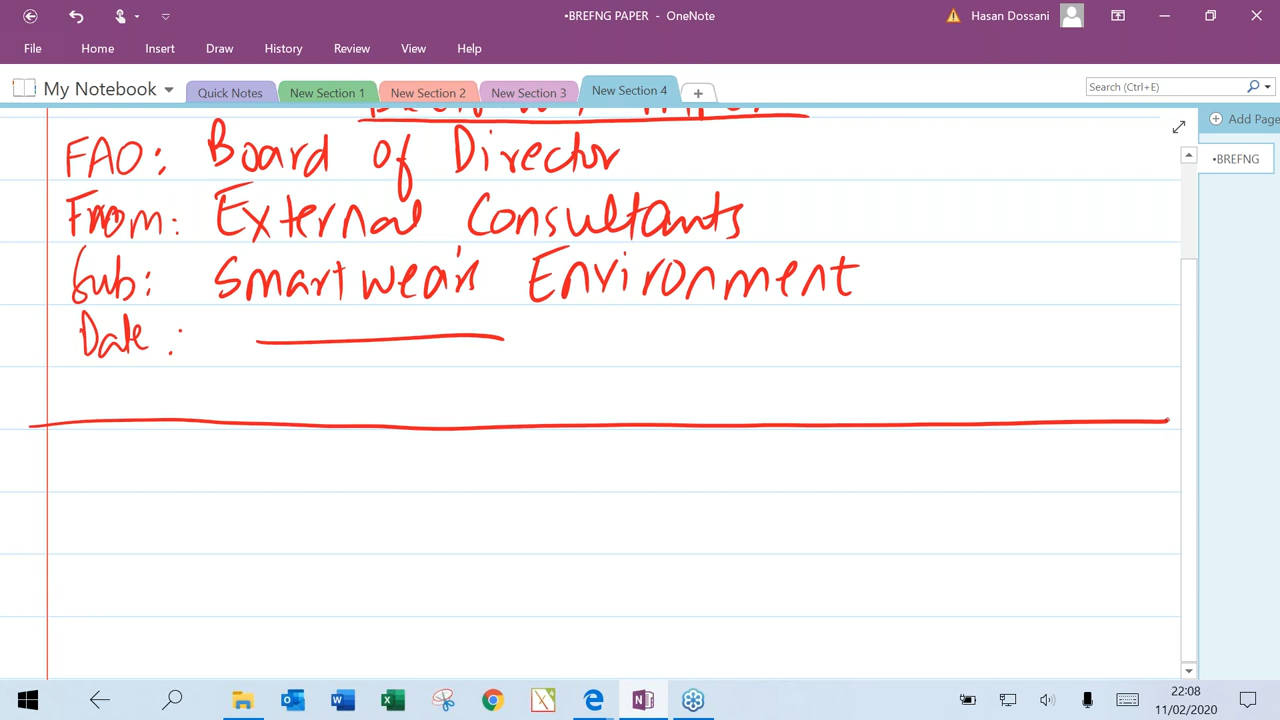 •BREFNG PAPER - OneNote
Hasan Dossani
File Home Insert Draw History Review View Help
My Notebook Quick Notes New Section 1 New Section 2 New Section 3 New Section 4
Search (Ctrl+E)
Add Page
•BREFNG
FAO: Board of Director
From: External Consultants
Sub: Smartwear's Environment
Date:
22:08
11/02/2020